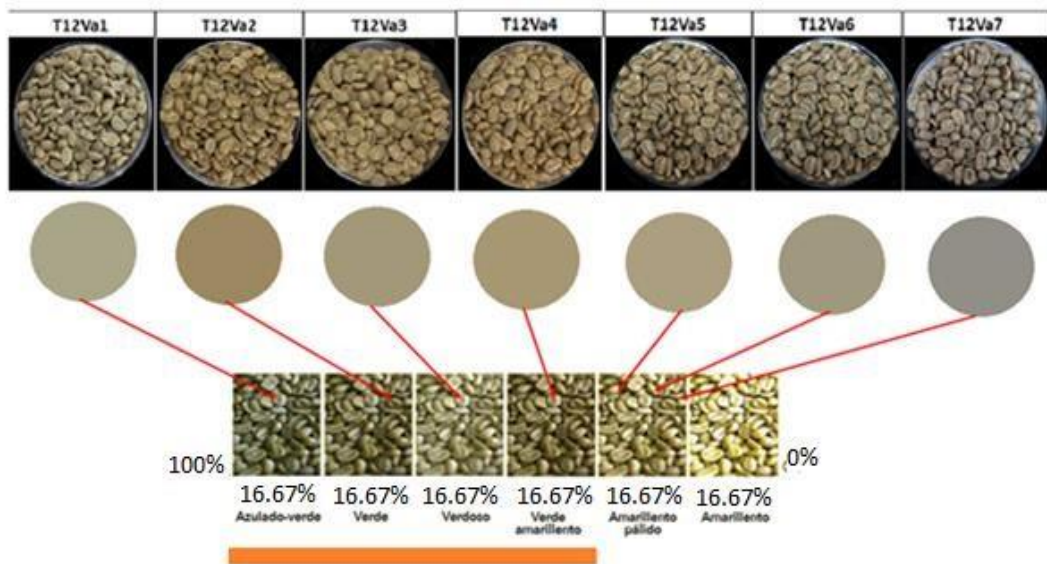 T12Va1 T12Va2 T12Va3 T12Va4 T12Va5 T12Va6 T12Va7
100% 0%
16.67% 16.67% 16.67% 16.67% 16.67% 16.67%
Azulado-verde Verde Verdoso Verde amarillento Amarillento pálido Amarillento